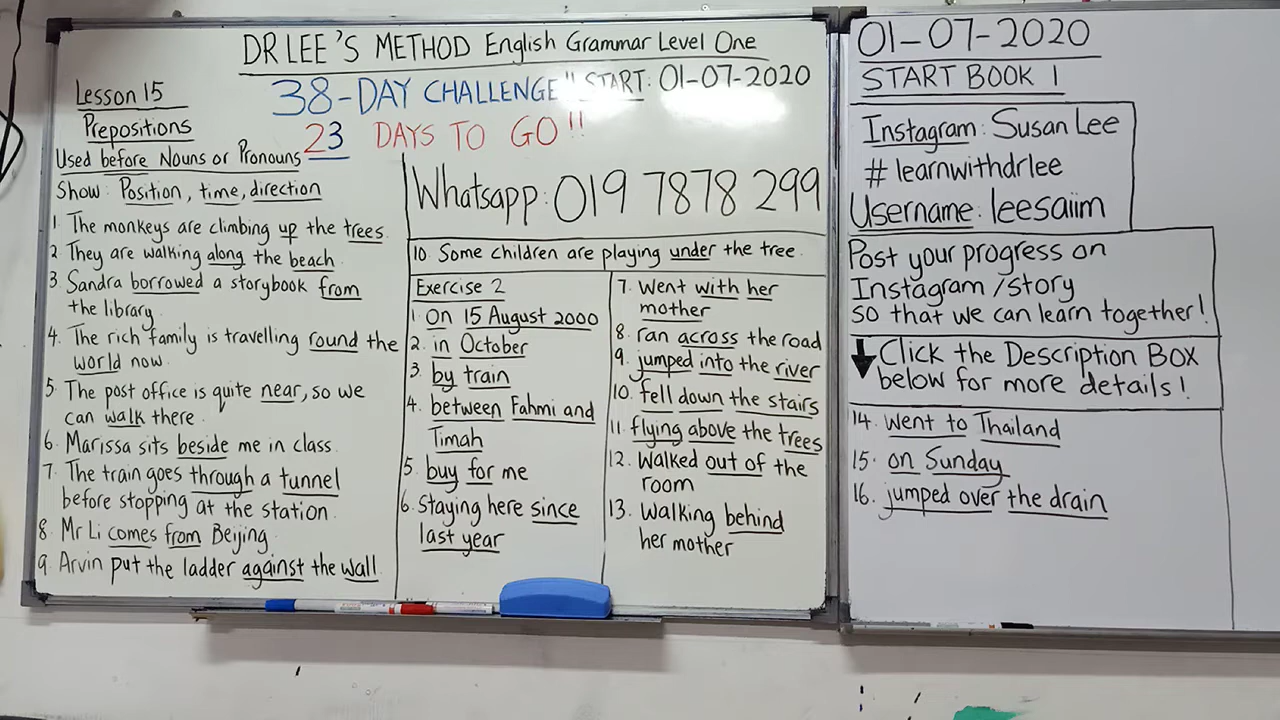 DR LEE'S METHOD English Grammar Level One
38-DAY CHALLENGE" START: 01-07-2020
23 DAYS TO GO!!
Lesson 15
Prepositions
Used before Nouns or Pronouns
Show: Position, time, direction
1. The monkeys are climbing up the trees.
2. They are walking along the beach.
3. Sandra borrowed a storybook from
the library.
4. The rich family is travelling round the
world now.
5. The post office is quite near, so we
can walk there.
6. Marissa sits beside me in class.
7. The train goes through a tunnel
before stopping at the station.
8. Mr Li comes from Beijing.
9. Arvin put the ladder against the wall.
Whatsapp: 019 7878 299
10. Some children are playing under the tree.
Exercise 2
1. On 15 August 2000
2. in October
3. by train
4. between Fahmi and
Timah
5. buy for me
6. Staying here since
last year
7. Went with her
mother
8. ran across the road
9. jumped into the river
10. fell down the stairs
11. flying above the trees
12. Walked out of the
room
13. Walking behind
her mother
01-07-2020
START BOOK 1
Instagram: Susan Lee
# learnwithdrlee
Username: leesaiim
Post your progress on
Instagram /story
so that we can learn together!
Click the Description Box
below for more details!
14. went to Thailand
15. on Sunday
16. jumped over the drain